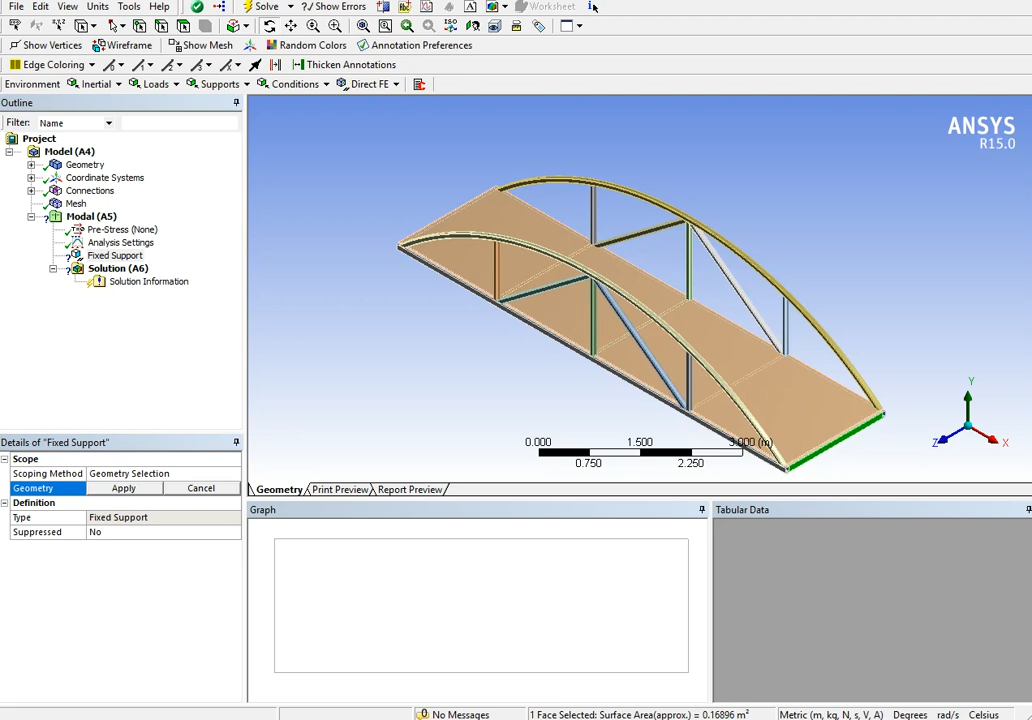 File Edit View Units Tools Help Solve ?/ Show Errors Worksheet
Show Vertices Wireframe Show Mesh Random Colors Annotation Preferences
Edge Coloring Thicken Annotations
Environment Inertial Loads Supports Conditions Direct FE
Outline
Filter: Name
Project
Model (A4)
Geometry
Coordinate Systems
Connections
Mesh
Modal (A5)
Pre-Stress (None)
Analysis Settings
Fixed Support
Solution (A6)
Solution Information
ANSYS
R15.0
Y
Z X
0.000 1.500 3.000 (m)
0.750 2.250
Details of "Fixed Support"
Scope
Scoping Method Geometry Selection
Geometry Apply Cancel
Definition
Type Fixed Support
Suppressed No
Geometry Print Preview Report Preview
Graph
Tabular Data
No Messages 1 Face Selected: Surface Area(approx.) = 0.16896 m² Metric (m, kg, N, s, V, A) Degrees rad/s Celsius